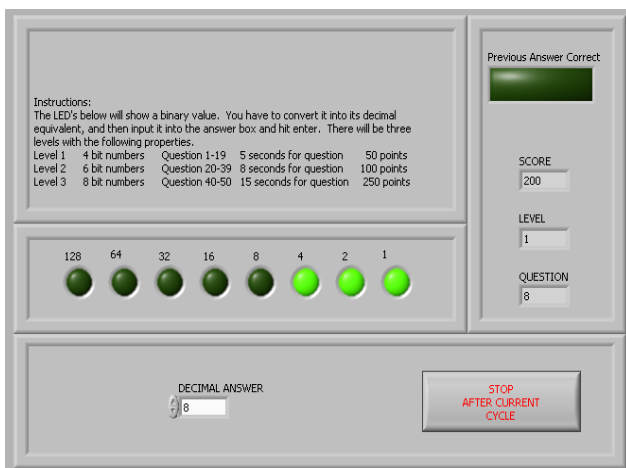 Instructions:
The LED's below will show a binary value. You have to convert it into its decimal
equivalent, and then input it into the answer box and hit enter. There will be three
levels with the following properties.
Level 1 4 bit numbers Question 1-19 5 seconds for question 50 points
Level 2 6 bit numbers Question 20-39 8 seconds for question 100 points
Level 3 8 bit numbers Question 40-50 15 seconds for question 250 points
Previous Answer Correct
SCORE
200
LEVEL
1
QUESTION
8
128 64 32 16 8 4 2 1
DECIMAL ANSWER
8
STOP
AFTER CURRENT
CYCLE